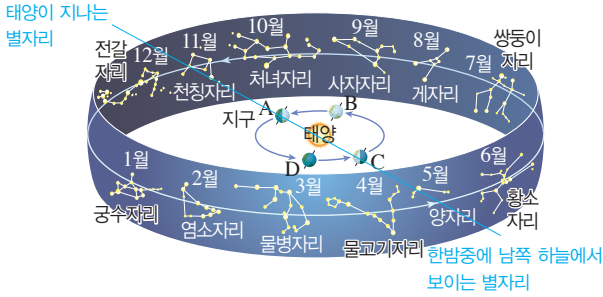 태양이 지나는
별자리
전갈
자리
12월
11월
천칭자리
10월
처녀자리
9월
사자자리
8월
게자리
7월
쌍둥이
자리
지구
A
B
태양
D
C
1월
궁수자리
2월
염소자리
3월
물병자리
4월
물고기자리
5월
양자리
6월
황소
자리
한밤중에 남쪽 하늘에서
보이는 별자리